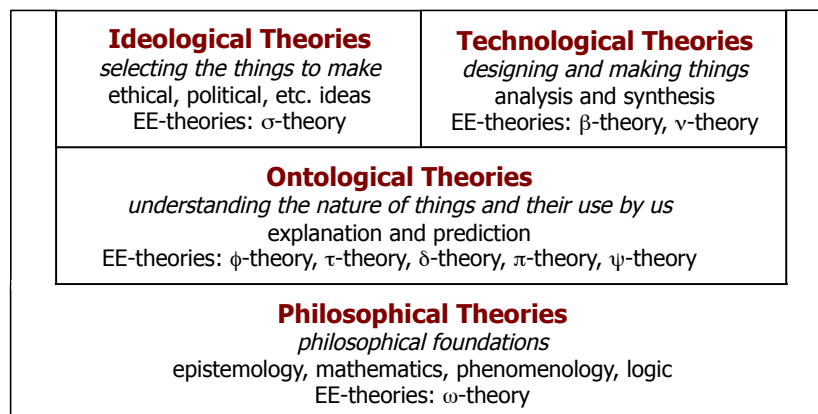 Ideological Theories
selecting the things to make
ethical, political, etc. ideas
EE-theories: σ-theory
Technological Theories
designing and making things
analysis and synthesis
EE-theories: β-theory, ν-theory
Ontological Theories
understanding the nature of things and their use by us
explanation and prediction
EE-theories: ϕ-theory, τ-theory, δ-theory, π-theory, ψ-theory
Philosophical Theories
philosophical foundations
epistemology, mathematics, phenomenology, logic
EE-theories: ω-theory